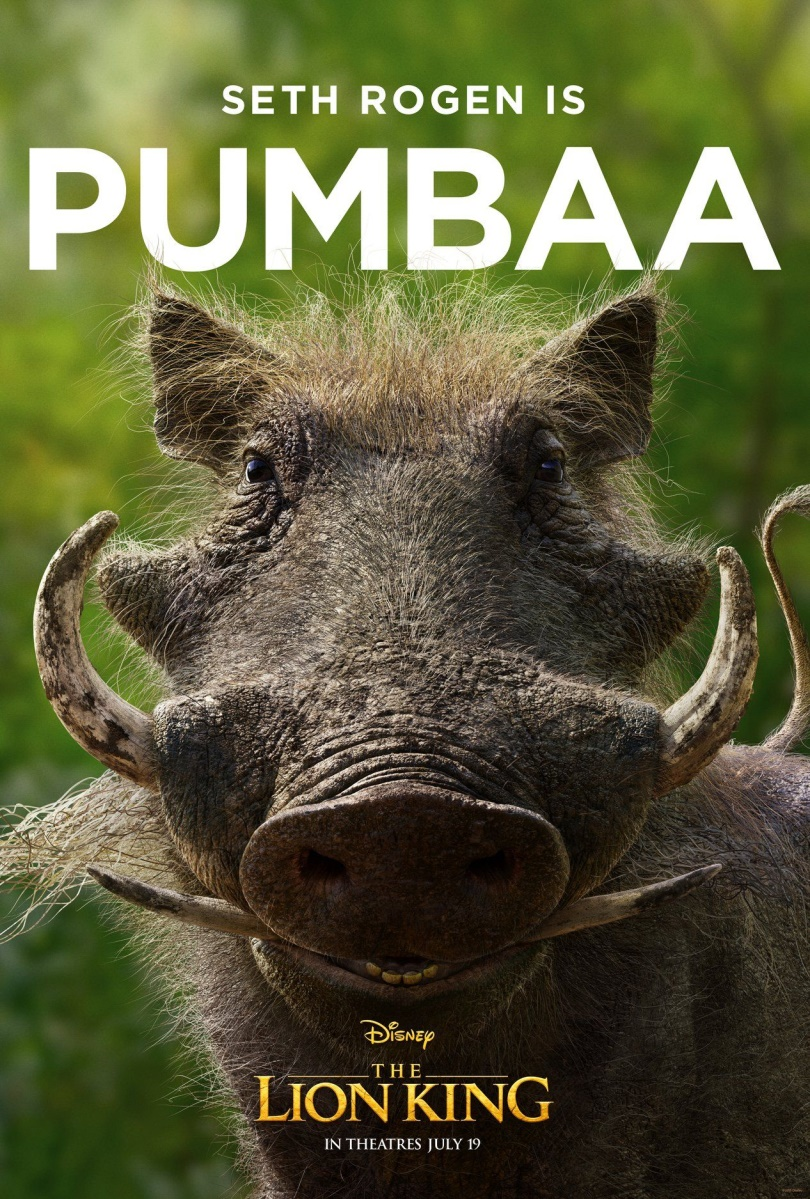 SETH ROGEN IS
PUMBAA
Disney
THE
LION KING
IN THEATRES JULY 19